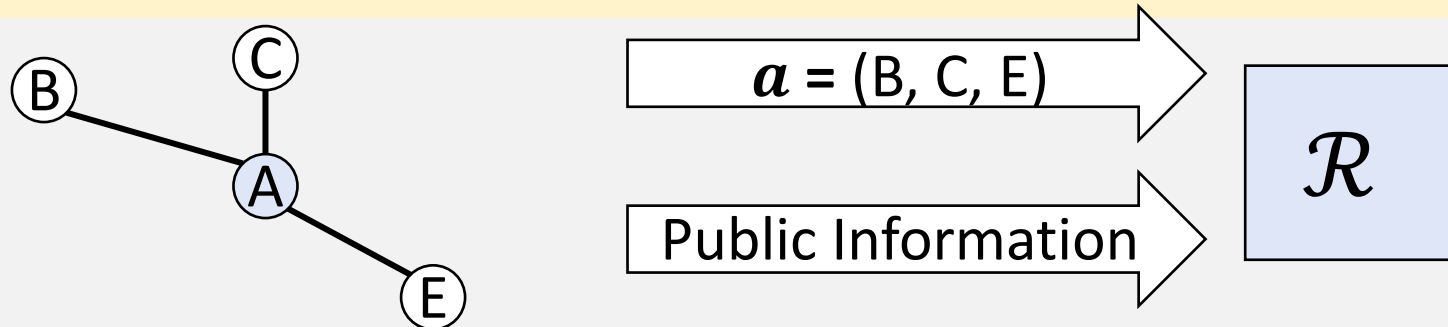 B
C
A
E
a = (B, C, E)
Public Information
ℛ